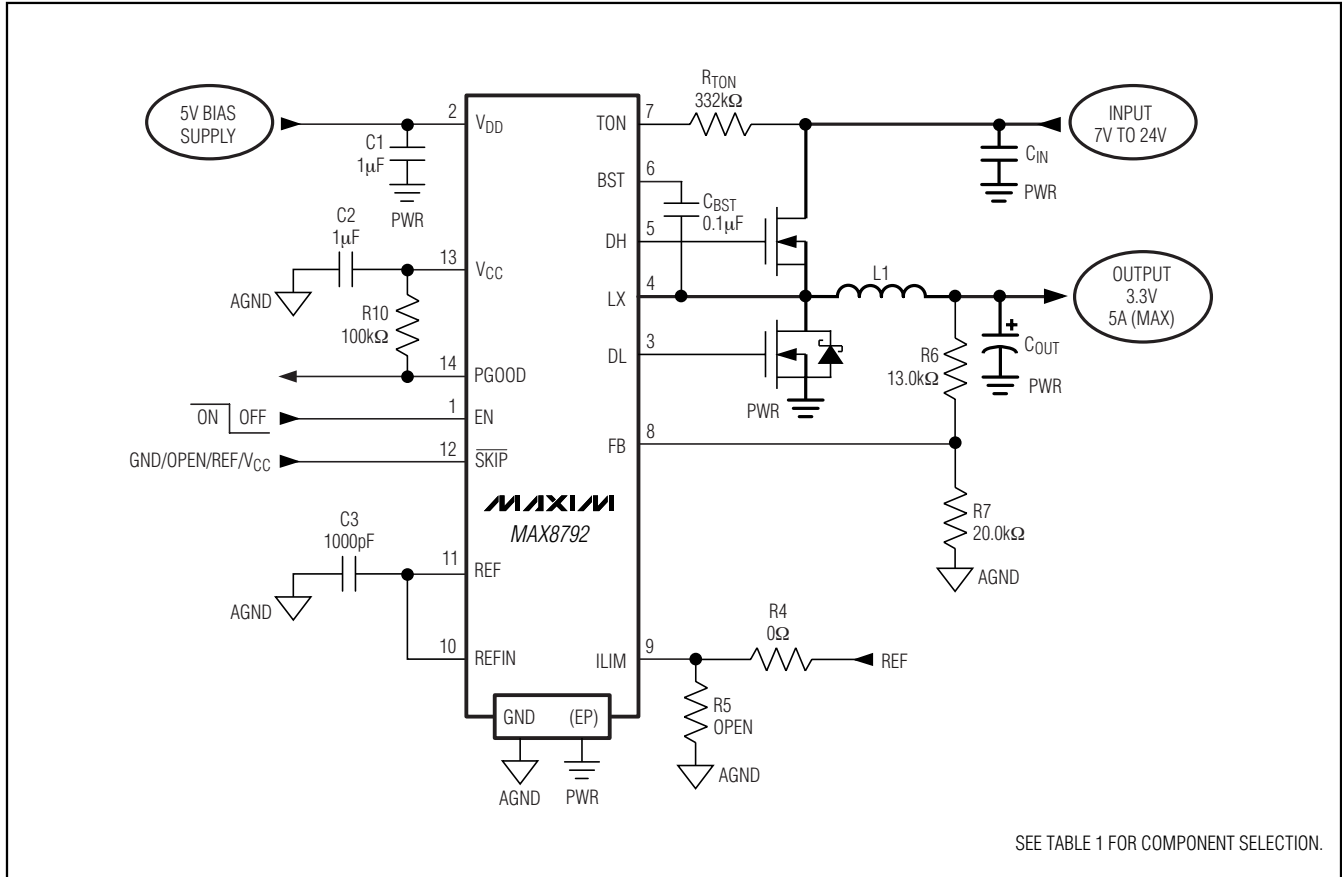 5V BIAS
SUPPLY
C1
1μF
PWR
2
VDD
C2
1μF
AGND
13
VCC
R10
100kΩ
14
PGOOD
ON OFF
1
EN
GND/OPEN/REF/VCC
12
SKIP
MAXIM
MAX8792
C3
1000pF
AGND
11
REF
10
REFIN
GND (EP)
AGND
PWR
TON
7
RTON
332kΩ
INPUT
7V TO 24V
CIN
PWR
BST
6
CBST
0.1μF
DH
5
LX
4
L1
OUTPUT
3.3V
5A (MAX)
COUT
PWR
DL
3
PWR
R6
13.0kΩ
FB
8
R7
20.0kΩ
AGND
ILIM
9
R4
0Ω
REF
R5
OPEN
AGND
SEE TABLE 1 FOR COMPONENT SELECTION.